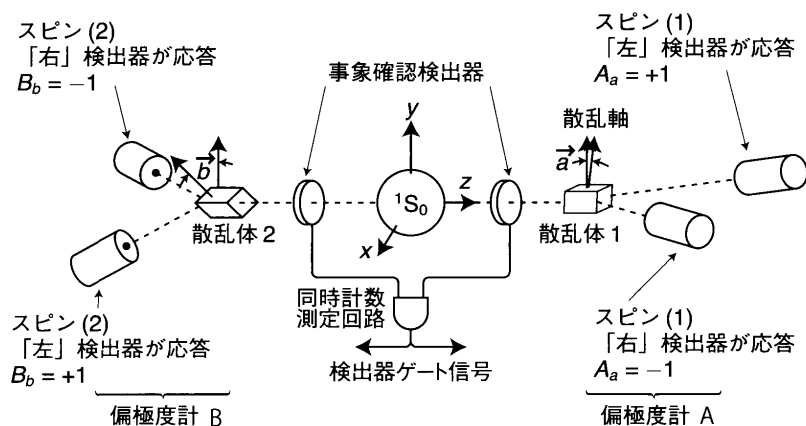 スピン(2)
「右」検出器が応答
B_b = −1
事象確認検出器
スピン(1)
「左」検出器が応答
A_a = +1
散乱軸
y
b
a
z
¹S₀
x
散乱体2
散乱体1
同時計数
測定回路
スピン(2)
「左」検出器が応答
B_b = +1
検出器ゲート信号
スピン(1)
「右」検出器が応答
A_a = −1
偏極度計 B
偏極度計 A